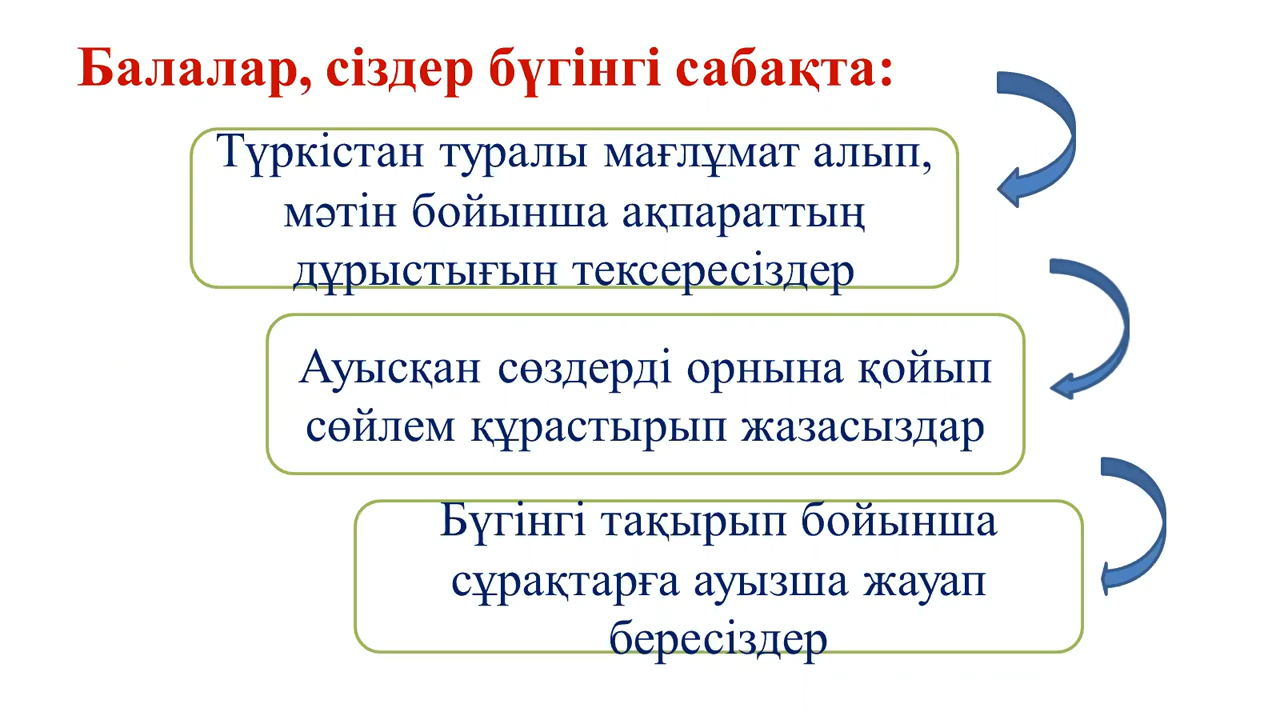 Балалар, сіздер бүгінгі сабақта:
Түркістан туралы мағлұмат алып,
мәтін бойынша ақпараттың
дұрыстығын тексересіздер
Ауысқан сөздерді орнына қойып
сөйлем құрастырып жазасыздар
Бүгінгі тақырып бойынша
сұрақтарға ауызша жауап
бересіздер